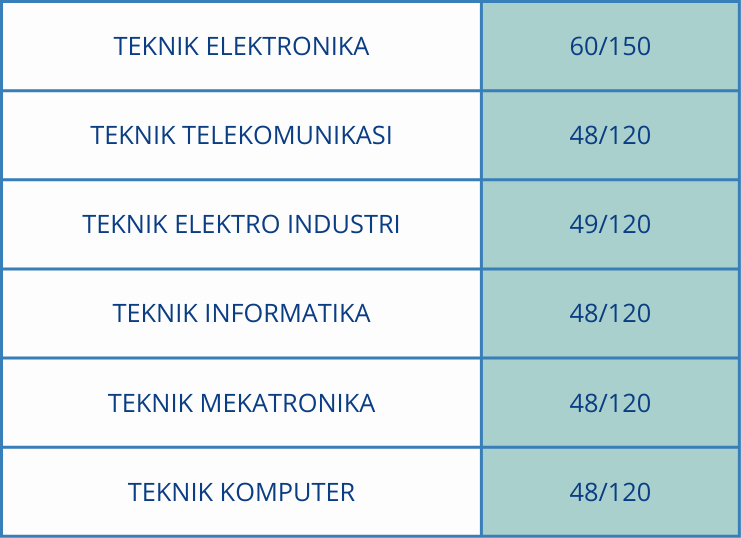 TEKNIK ELEKTRONIKA 60/150
TEKNIK TELEKOMUNIKASI 48/120
TEKNIK ELEKTRO INDUSTRI 49/120
TEKNIK INFORMATIKA 48/120
TEKNIK MEKATRONIKA 48/120
TEKNIK KOMPUTER 48/120